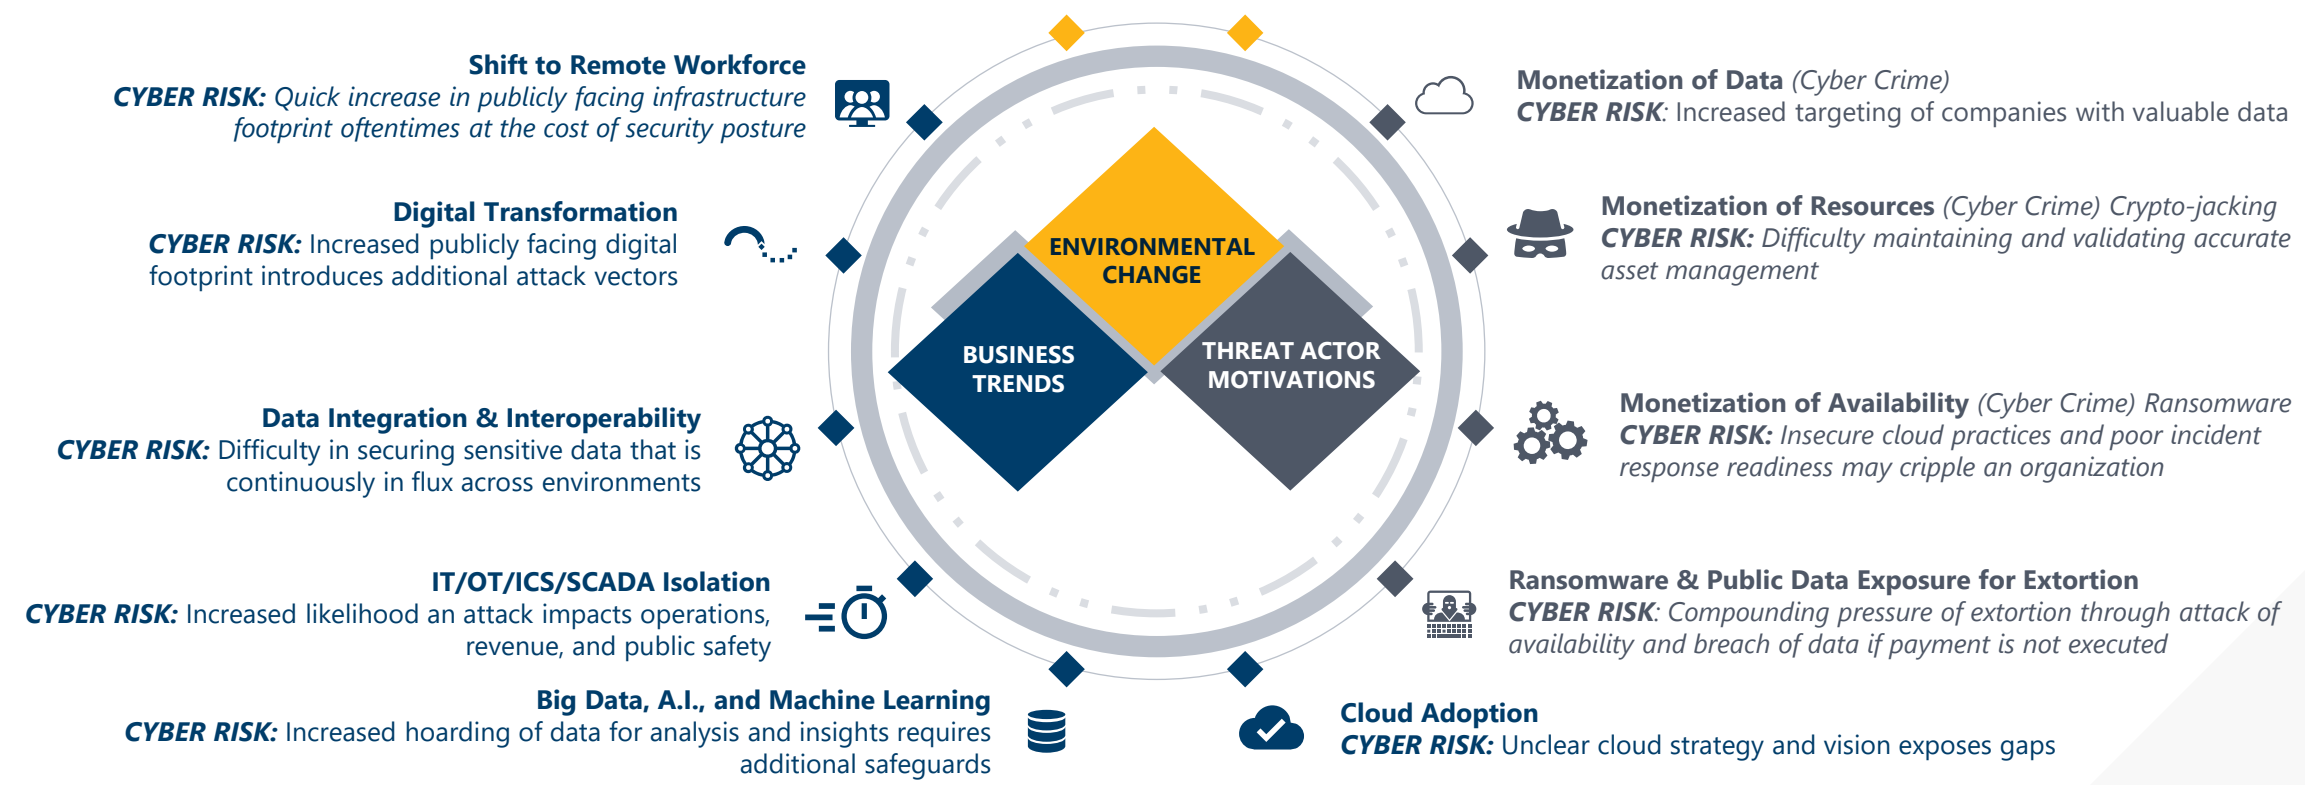 Shift to Remote Workforce
CYBER RISK: Quick increase in publicly facing infrastructure
footprint oftentimes at the cost of security posture
Digital Transformation
CYBER RISK: Increased publicly facing digital
footprint introduces additional attack vectors
Data Integration & Interoperability
CYBER RISK: Difficulty in securing sensitive data that is
continuously in flux across environments
IT/OT/ICS/SCADA Isolation
CYBER RISK: Increased likelihood an attack impacts operations,
revenue, and public safety
Big Data, A.I., and Machine Learning
CYBER RISK: Increased hoarding of data for analysis and insights requires
additional safeguards
ENVIRONMENTAL
CHANGE
BUSINESS
TRENDS
THREAT ACTOR
MOTIVATIONS
Monetization of Data (Cyber Crime)
CYBER RISK: Increased targeting of companies with valuable data
Monetization of Resources (Cyber Crime) Crypto-jacking
CYBER RISK: Difficulty maintaining and validating accurate
asset management
Monetization of Availability (Cyber Crime) Ransomware
CYBER RISK: Insecure cloud practices and poor incident
response readiness may cripple an organization
Ransomware & Public Data Exposure for Extortion
CYBER RISK: Compounding pressure of extortion through attack of
availability and breach of data if payment is not executed
Cloud Adoption
CYBER RISK: Unclear cloud strategy and vision exposes gaps